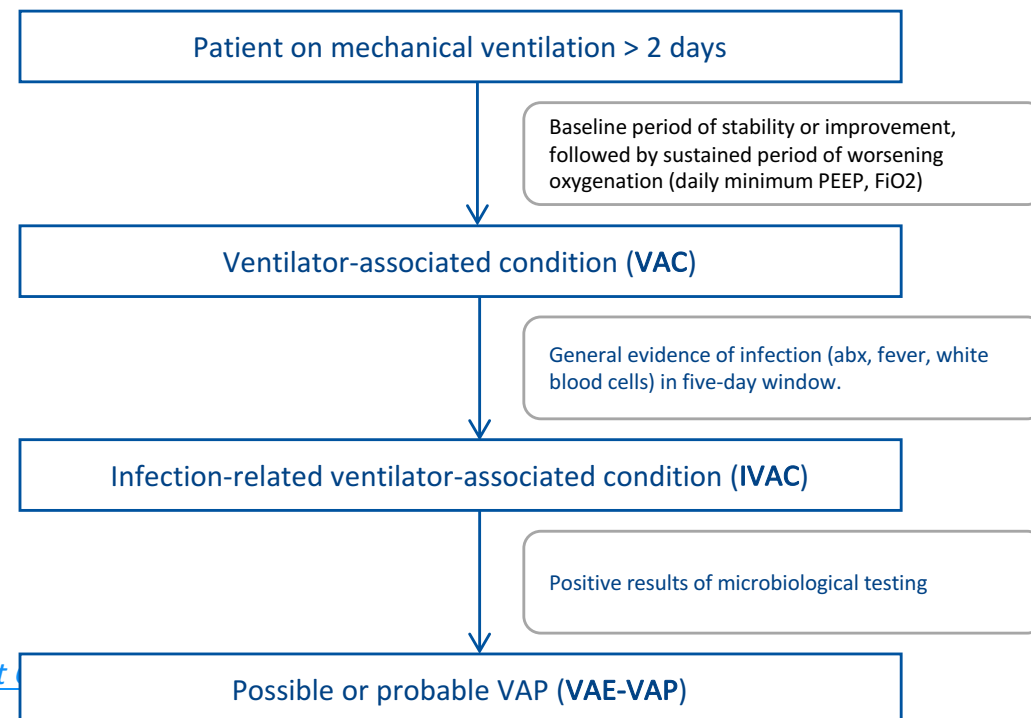 Patient on mechanical ventilation > 2 days
Baseline period of stability or improvement,
followed by sustained period of worsening
oxygenation (daily minimum PEEP, FiO2)
Ventilator-associated condition (VAC)
General evidence of infection (abx, fever, white
blood cells) in five-day window.
Infection-related ventilator-associated condition (IVAC)
Positive results of microbiological testing
Possible or probable VAP (VAE-VAP)